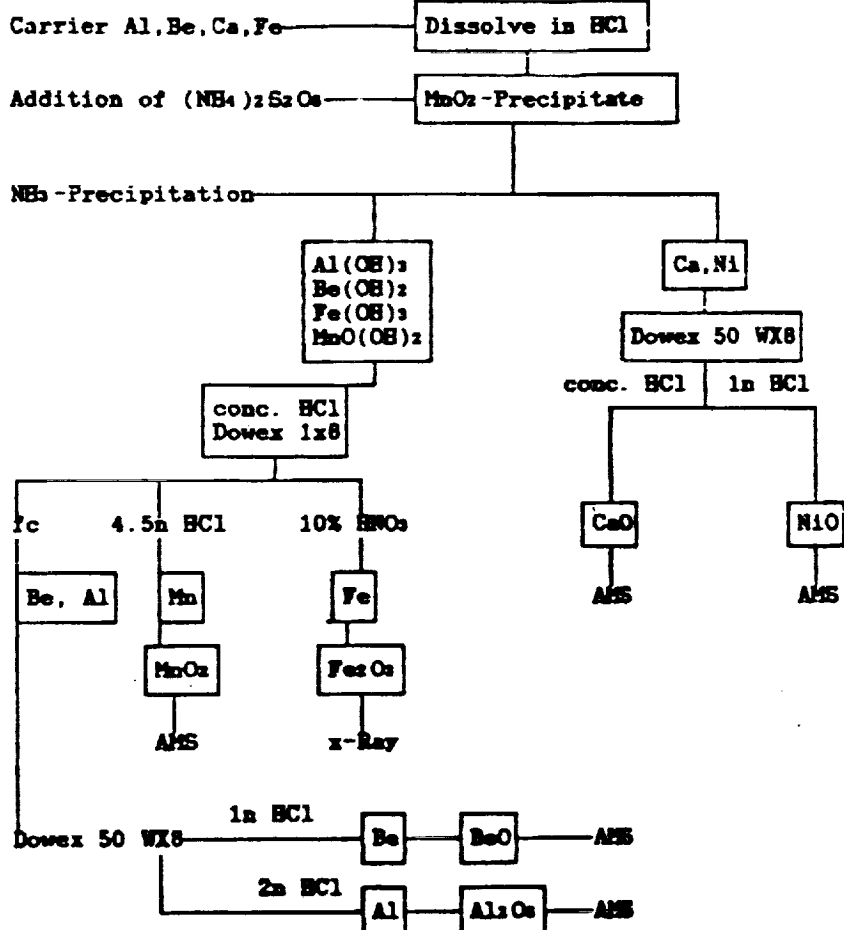 Carrier Al,Be,Ca,Fe
Dissolve in HCl
Addition of (NH₄)₂S₂O₈
MnO₂-Precipitate
NH₃-Precipitation
Al(OH)₃
Be(OH)₂
Fe(OH)₃
MnO(OH)₂
Ca,Ni
Dowex 50 WX8
conc. HCl
1n HCl
conc. HCl
Dowex 1x8
fc
4.5n HCl
10% HNO₃
CaO
NiO
Be, Al
Mn
Fe
AMS
AMS
MnO₂
Fe₂O₃
AMS
x-Ray
1n HCl
Dowex 50 WX8
Be
BeO
AMS
2n HCl
Al
Al₂O₃
AMS